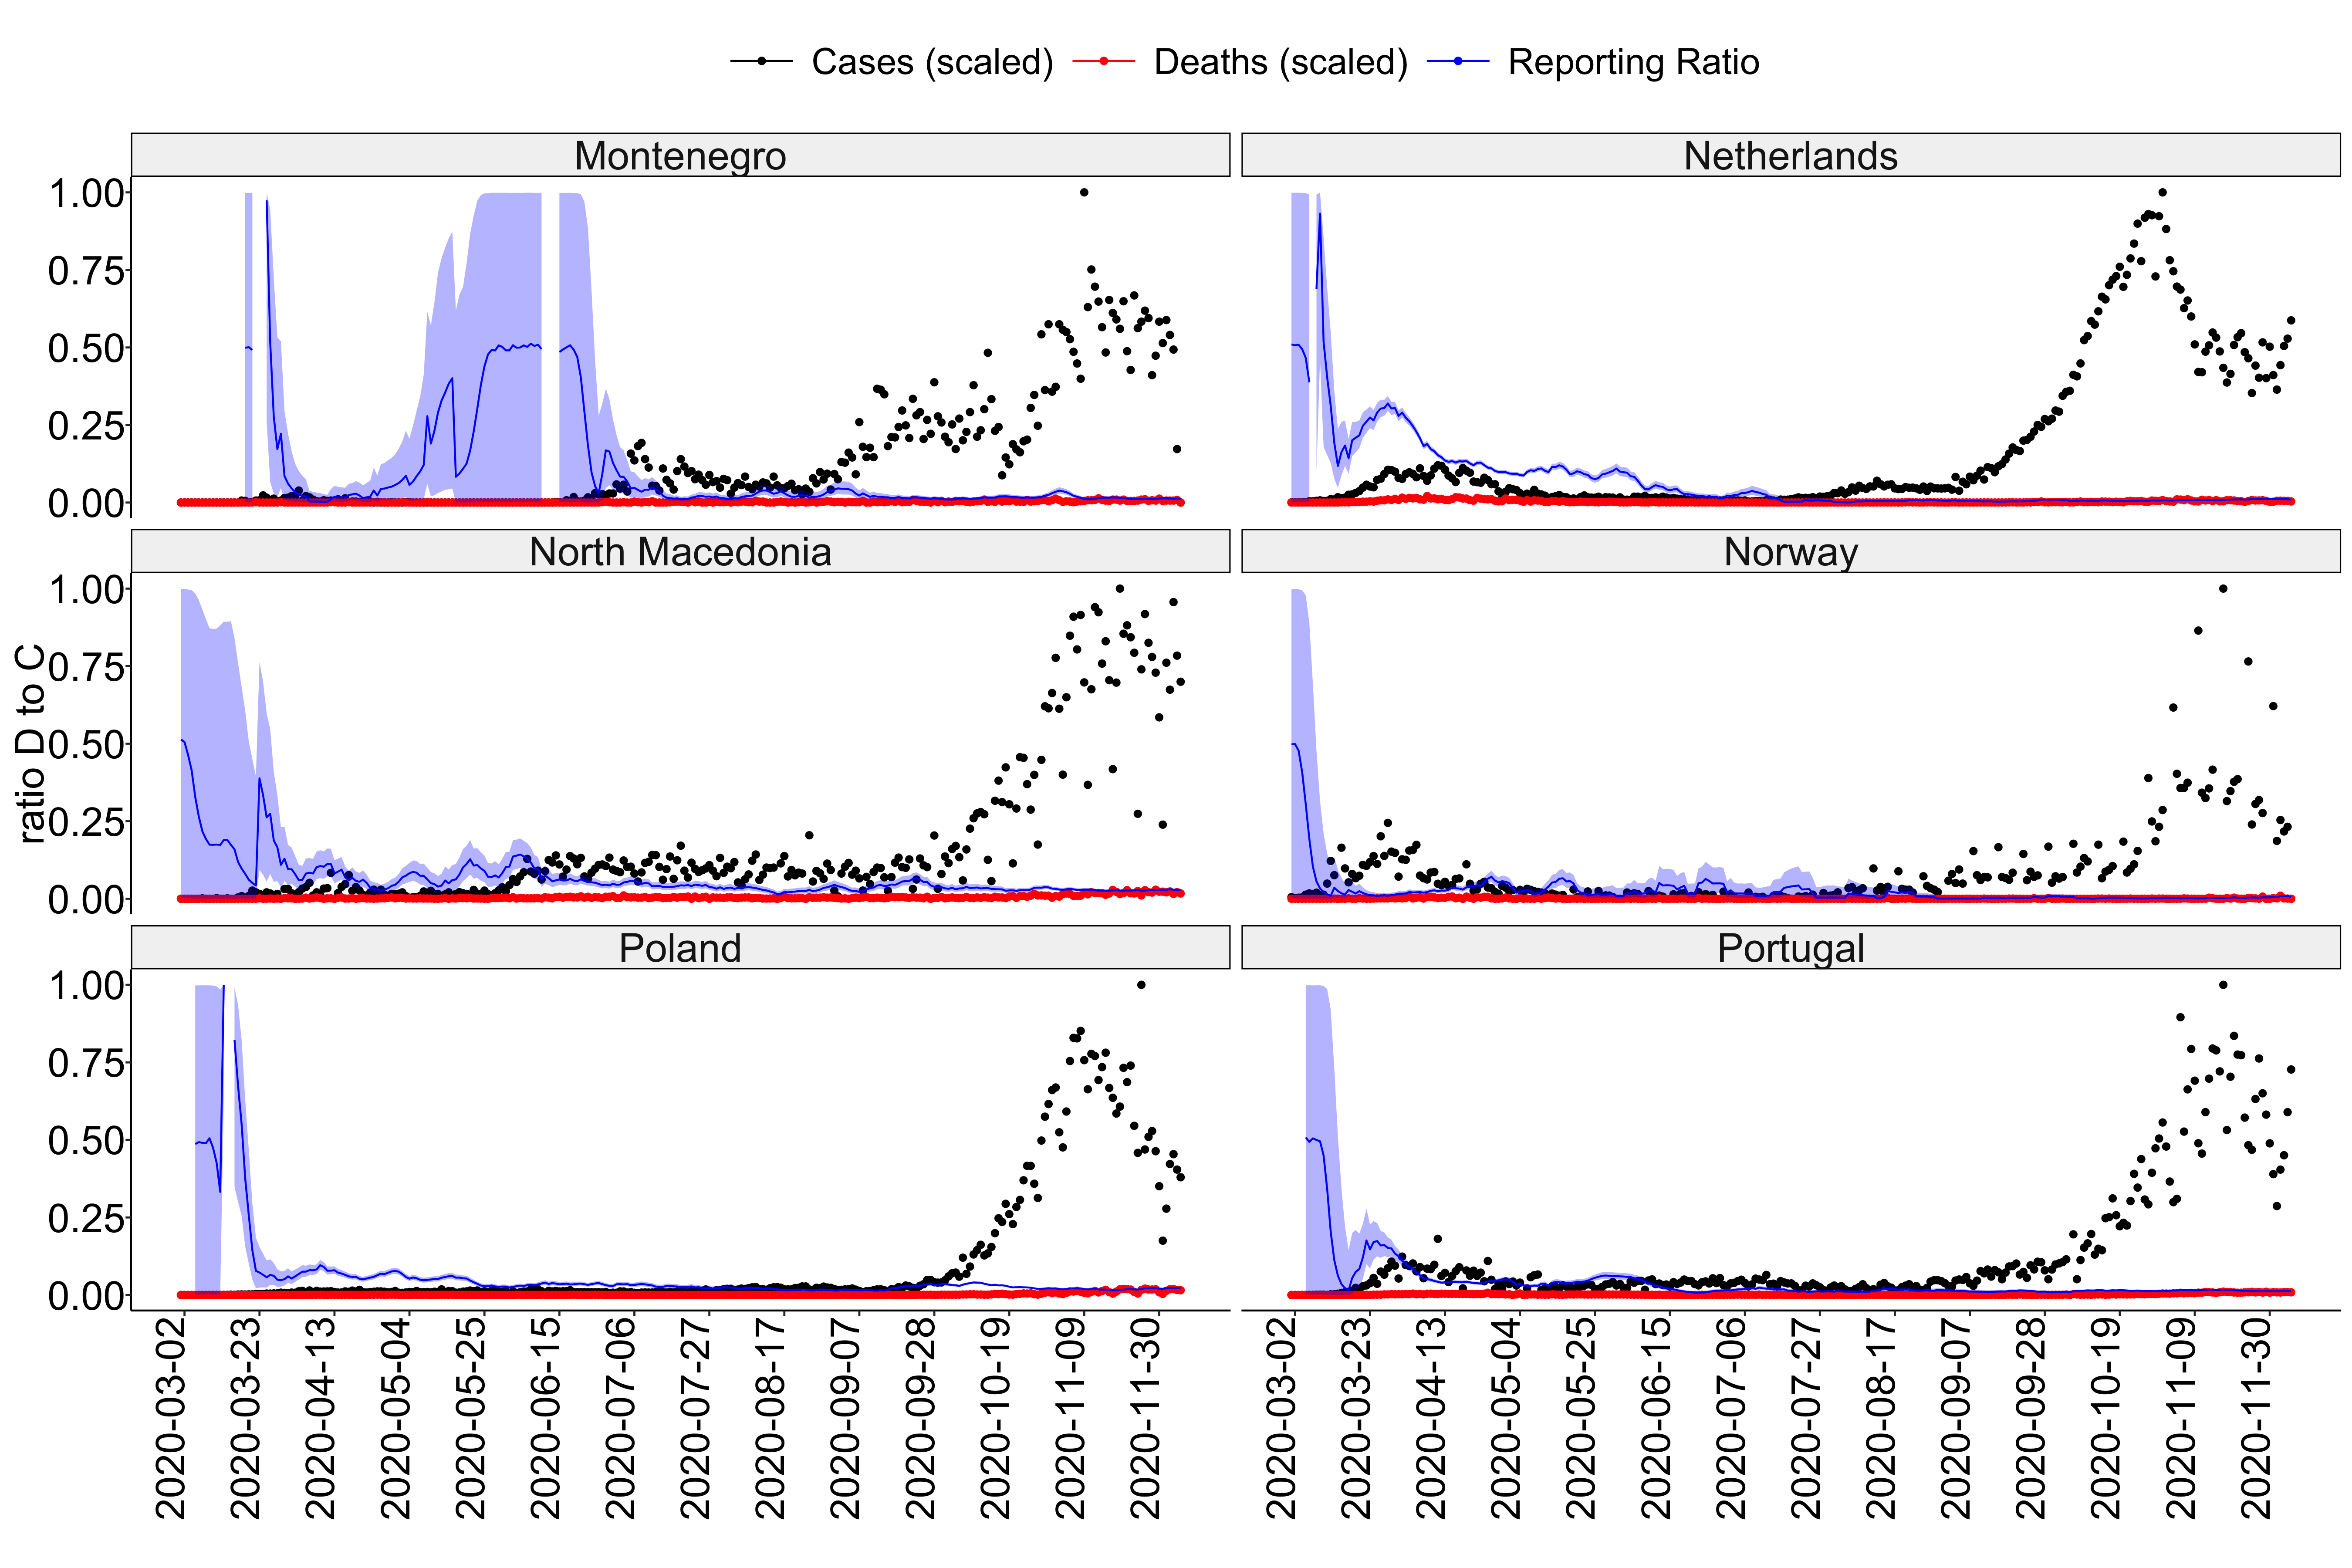 Cases (scaled) Deaths (scaled) Reporting Ratio
Montenegro Netherlands
1.00
0.75
0.50
0.25
0.00
North Macedonia Norway
ratio D to C
1.00
0.75
0.50
0.25
0.00
Poland Portugal
1.00
0.75
0.50
0.25
0.00
2020-03-02 2020-03-23 2020-04-13 2020-05-04 2020-05-25 2020-06-15 2020-07-06 2020-07-27 2020-08-17 2020-09-07 2020-09-28 2020-10-19 2020-11-09 2020-11-30 2020-03-02 2020-03-23 2020-04-13 2020-05-04 2020-05-25 2020-06-15 2020-07-06 2020-07-27 2020-08-17 2020-09-07 2020-09-28 2020-10-19 2020-11-09 2020-11-30